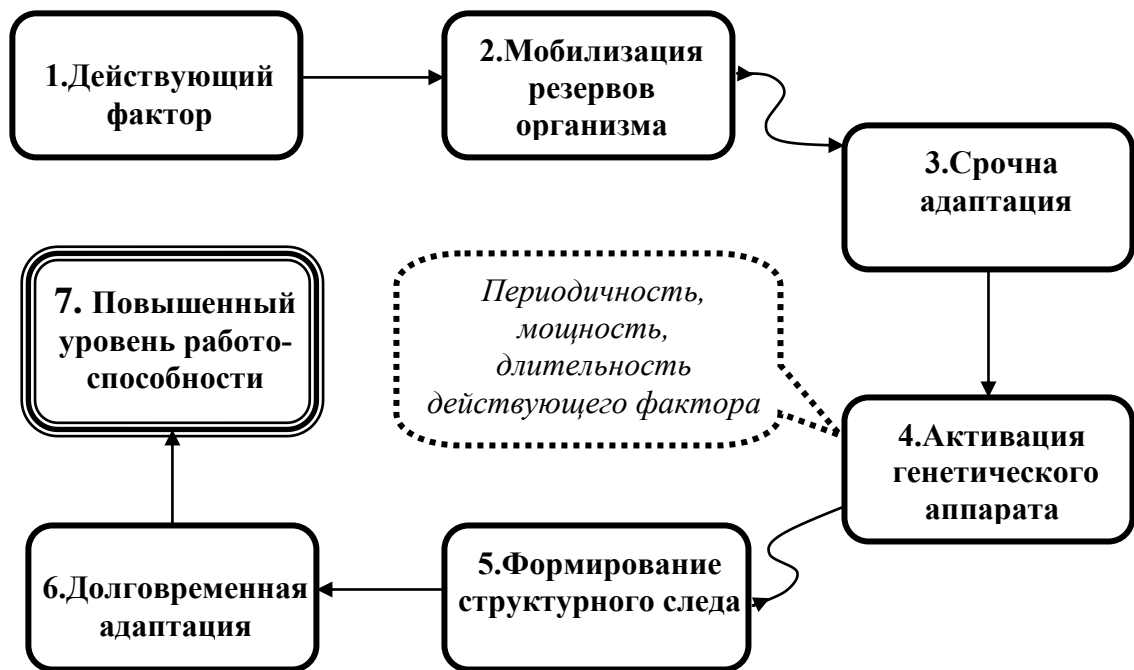 1.Действующий
фактор
2.Мобилизация
резервов
организма
3.Срочна
адаптация
7. Повышенный
уровень работо-
способности
Периодичность,
мощность,
длительность
действующего фактора
4.Активация
генетического
аппарата
5.Формирование
структурного следа
6.Долговременная
адаптация